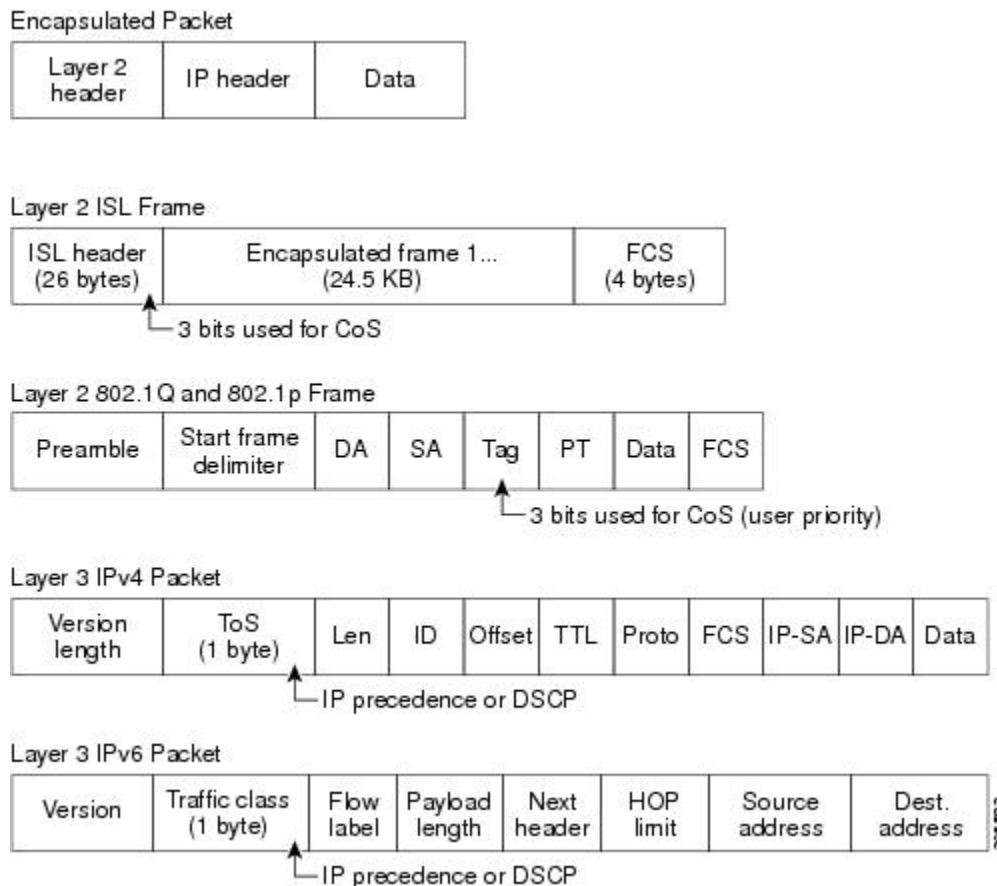 Encapsulated Packet
Layer 2 header
IP header
Data
Layer 2 ISL Frame
ISL header (26 bytes)
Encapsulated frame 1... (24.5 KB)
FCS (4 bytes)
3 bits used for CoS
Layer 2 802.1Q and 802.1p Frame
Preamble
Start frame delimiter
DA
SA
Tag
PT
Data
FCS
3 bits used for CoS (user priority)
Layer 3 IPv4 Packet
Version length
ToS (1 byte)
Len
ID
Offset
TTL
Proto
FCS
IP-SA
IP-DA
Data
IP precedence or DSCP
Layer 3 IPv6 Packet
Version
Traffic class (1 byte)
Flow label
Payload length
Next header
HOP limit
Source address
Dest. address
IP precedence or DSCP